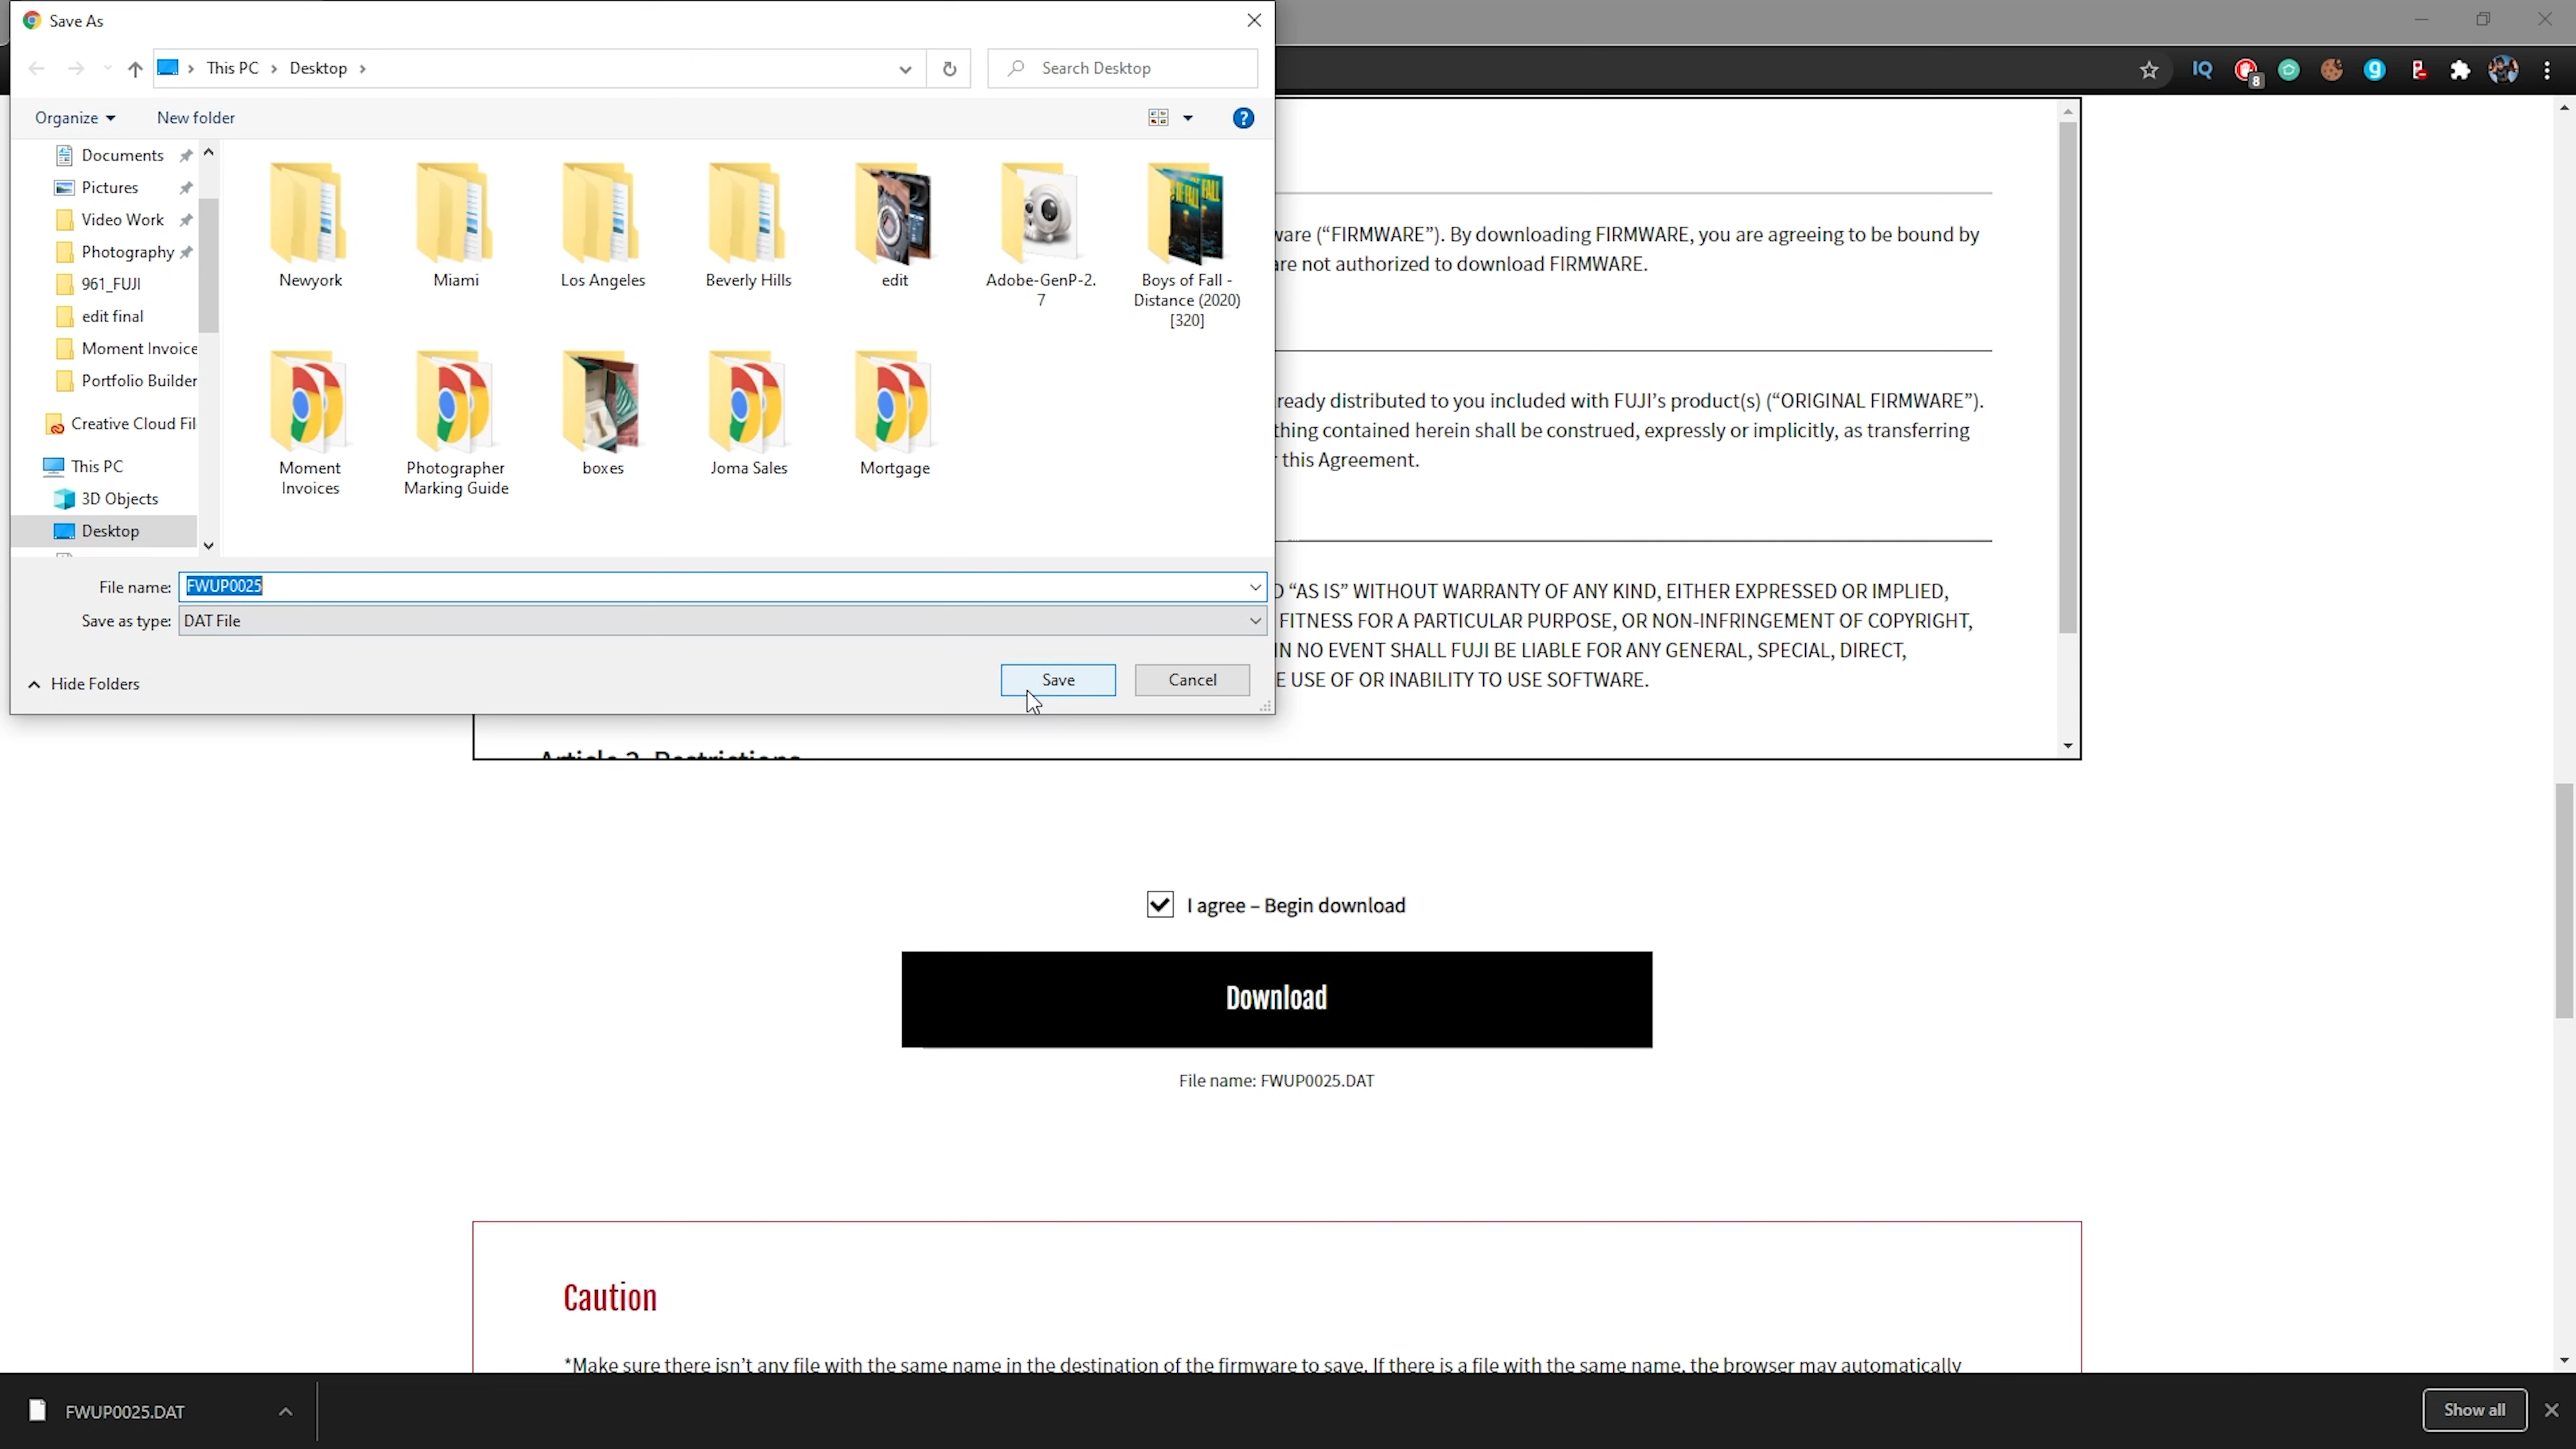 Save As
This PC
Desktop
Search Desktop
Organize
New folder
Documents
Pictures
Video Work
Photography
961_FUJI
edit final
Moment Invoice
Portfolio Builder
Creative Cloud Fil
This PC
3D Objects
Desktop
Newyork
Miami
Los Angeles
Beverly Hills
edit
Adobe-GenP-2.
7
Boys of Fall -
Distance (2020)
[320]
Moment
Invoices
Photographer
Marking Guide
boxes
Joma Sales
Mortgage
File name: FWUP0025
Save as type: DAT File
Hide Folders
Save
Cancel
IQ
8
g
ware (“FIRMWARE”). By downloading FIRMWARE, you are agreeing to be bound by
are not authorized to download FIRMWARE.
ready distributed to you included with FUJI’s product(s) (“ORIGINAL FIRMWARE”).
thing contained herein shall be construed, expressly or implicitly, as transferring
this Agreement.
“AS IS” WITHOUT WARRANTY OF ANY KIND, EITHER EXPRESSED OR IMPLIED,
FITNESS FOR A PARTICULAR PURPOSE, OR NON-INFRINGEMENT OF COPYRIGHT,
IN NO EVENT SHALL FUJI BE LIABLE FOR ANY GENERAL, SPECIAL, DIRECT,
E USE OF OR INABILITY TO USE SOFTWARE.
Restrictions
I agree – Begin download
Download
File name: FWUP0025.DAT
Caution
*Make sure there isn’t any file with the same name in the destination of the firmware to save. If there is a file with the same name, the browser may automatically
FWUP0025.DAT
Show all